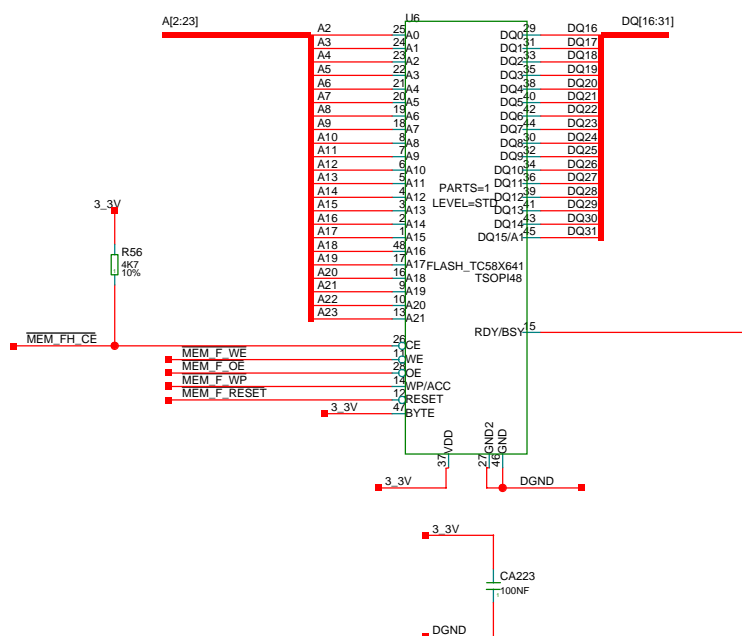 U6
A[2:23] DQ[16:31]
A2 25 A0 DQ0 29 DQ16
A3 24 A1 DQ1 31 DQ17
A4 23 A2 DQ2 33 DQ18
A5 22 A3 DQ3 35 DQ19
A6 21 A4 DQ4 38 DQ20
A7 20 A5 DQ5 40 DQ21
A8 19 A6 DQ6 42 DQ22
A9 18 A7 DQ7 44 DQ23
A10 8 A8 DQ8 30 DQ24
A11 7 A9 DQ9 32 DQ25
A12 6 A10 DQ10 34 DQ26
A13 5 A11 DQ11 36 DQ27
A14 4 A12 DQ12 39 DQ28
A15 3 A13 DQ13 41 DQ29
A16 2 A14 DQ14 43 DQ30
A17 1 A15 DQ15/A1 45 DQ31
A18 48 A16
A19 17 A17
A20 16 A18
A21 9 A19
A22 10 A20
A23 13 A21
PARTS=1
LEVEL=STD
FLASH_TC58X641
TSOPI48
3_3V
R56
4K7
10%
1
RDY/BSY 15
MEM_FH_CE 26 CE
MEM_F_WE 11 WE
MEM_F_OE 28 OE
MEM_F_WP 14 WP/ACC
MEM_F_RESET 12 RESET
3_3V 47 BYTE
37 VDD
27 GND2
46 GND
3_3V DGND
3_3V
CA223
100NF
1
DGND